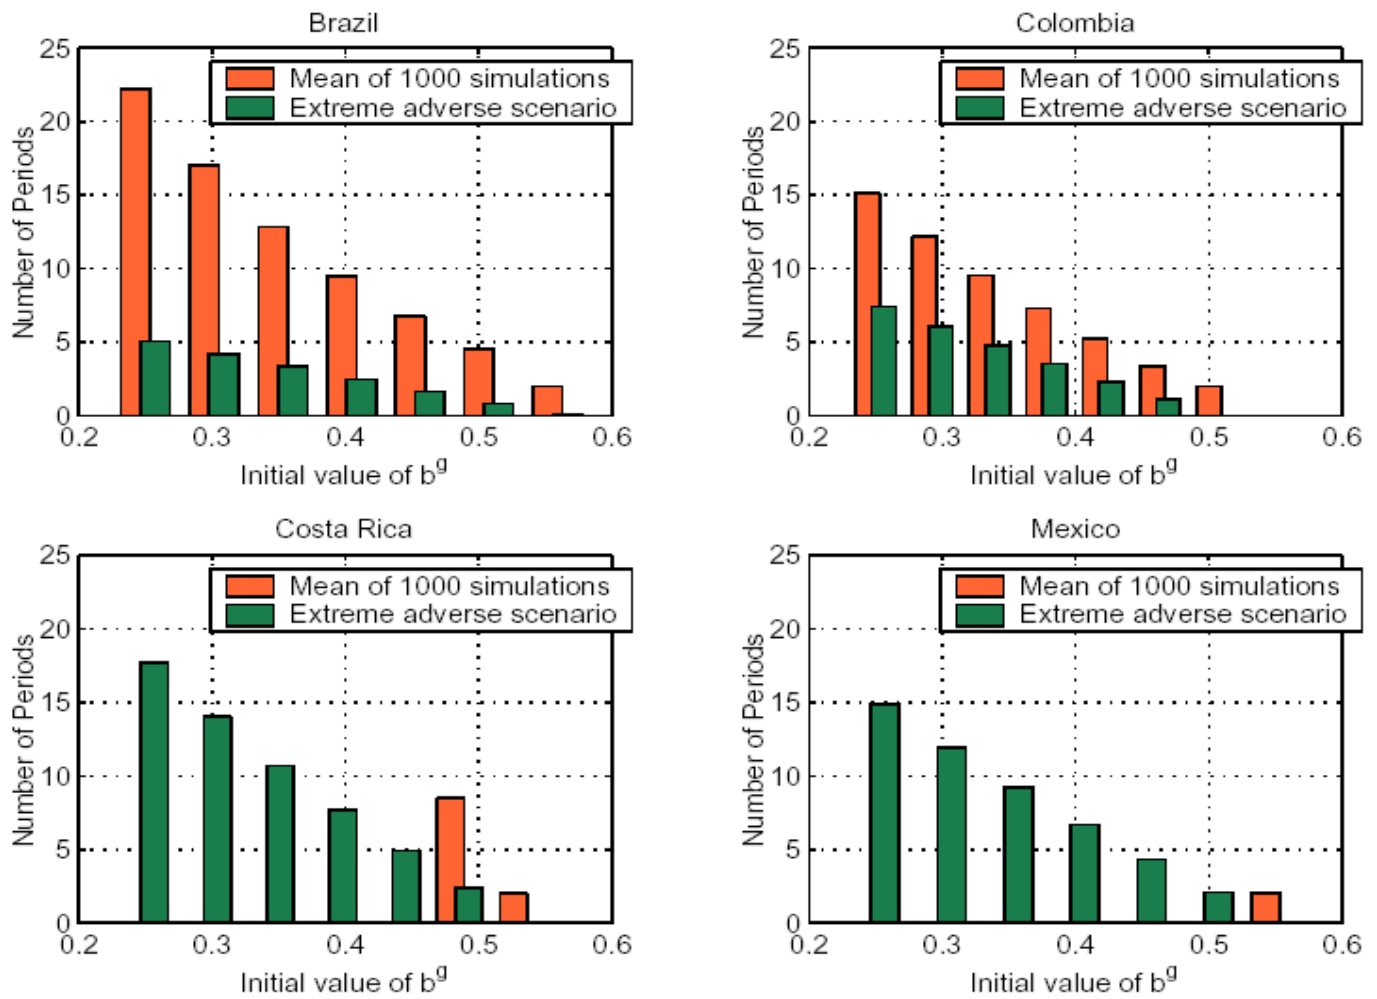 Brazil
25
20
15
10
5
0
Number of Periods
Mean of 1000 simulations
Extreme adverse scenario
0.2 0.3 0.4 0.5 0.6
Initial value of b^g
Colombia
25
20
15
10
5
0
Number of Periods
Mean of 1000 simulations
Extreme adverse scenario
0.2 0.3 0.4 0.5 0.6
Initial value of b^g
Costa Rica
25
20
15
10
5
0
Number of Periods
Mean of 1000 simulations
Extreme adverse scenario
0.2 0.3 0.4 0.5 0.6
Initial value of b^g
Mexico
25
20
15
10
5
0
Number of Periods
Mean of 1000 simulations
Extreme adverse scenario
0.2 0.3 0.4 0.5 0.6
Initial value of b^g